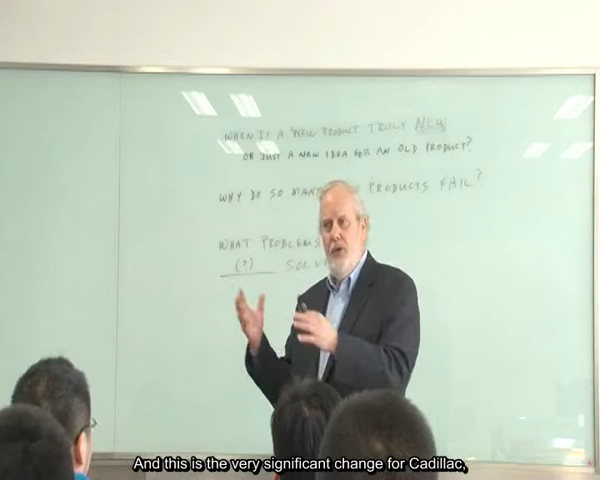 WHEN IS A "NEW PRODUCT TRULY NEW
OR JUST A NEW IDEA FOR AN OLD PRODUCT?
WHY DO SO MANY PRODUCTS FAIL?
WHAT PROBLEMS
(?) SOLV
And this is the very significant change for Cadillac,